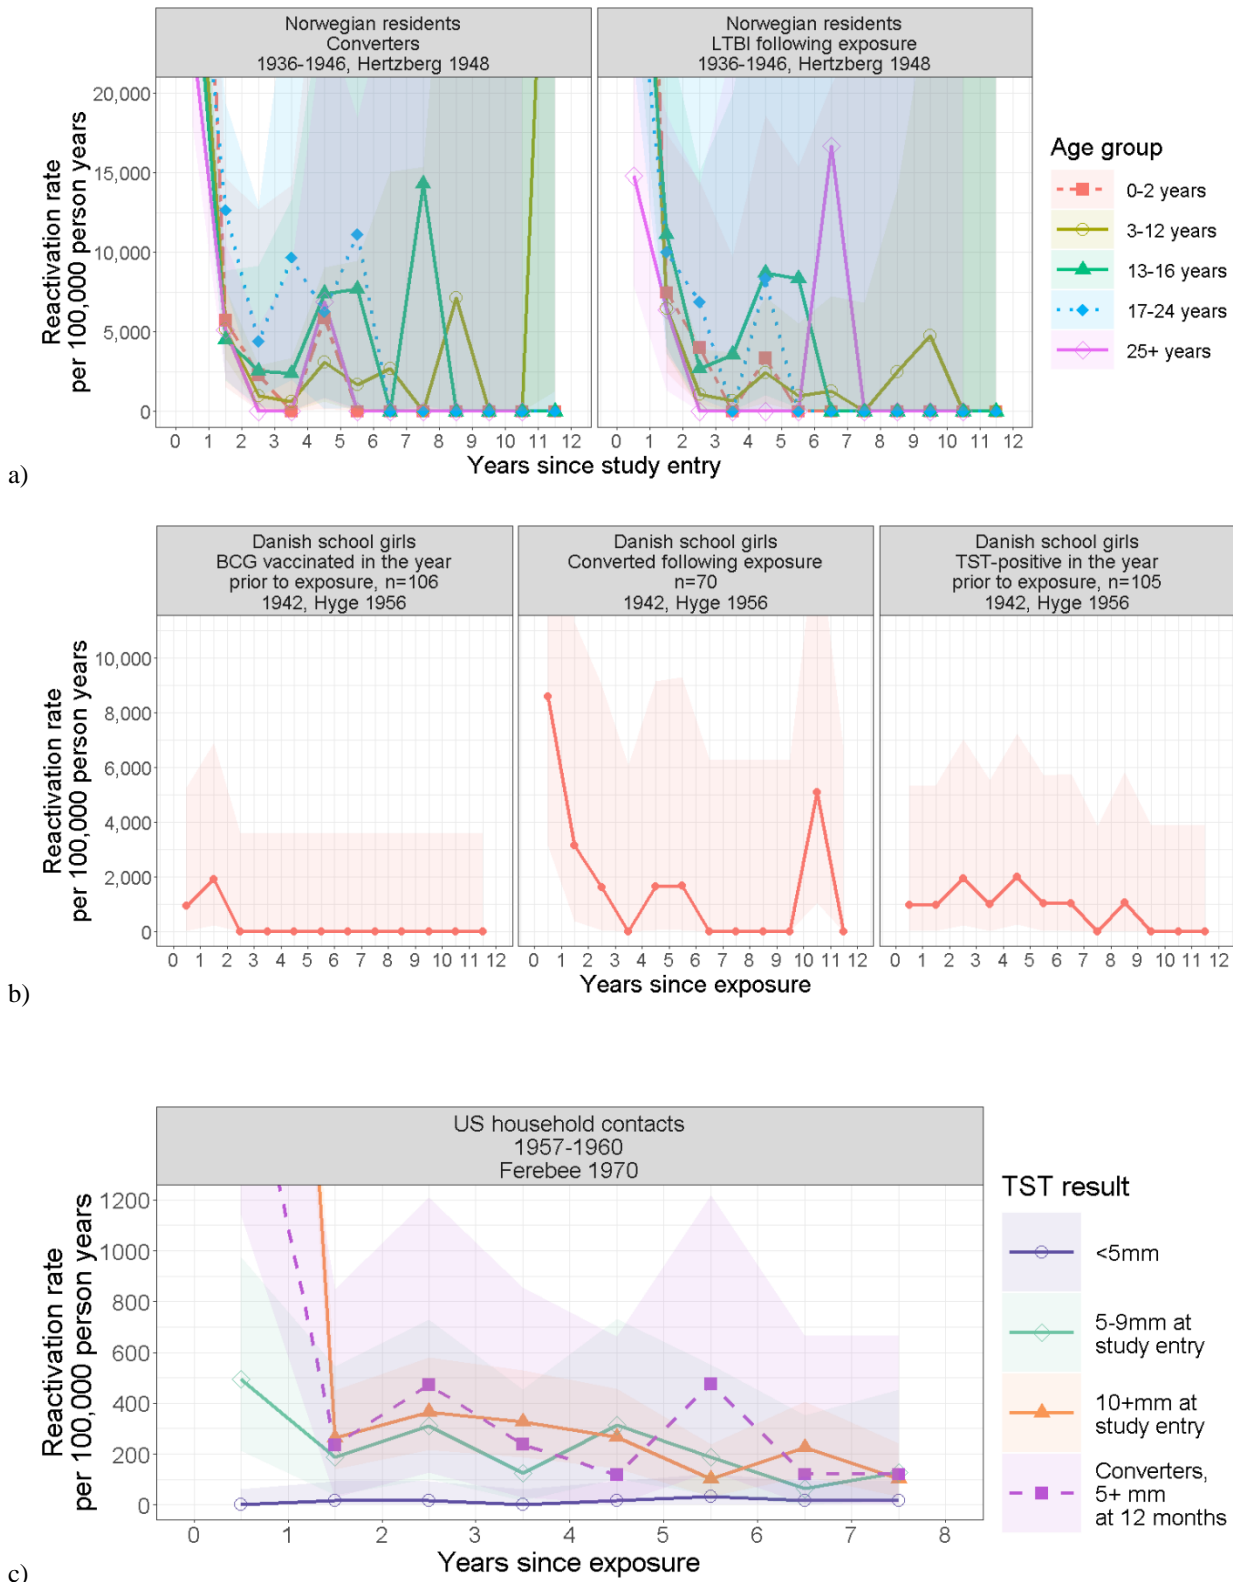 Norwegian residents
Converters
1936-1946, Hertzberg 1948
Norwegian residents
LTBI following exposure
1936-1946, Hertzberg 1948
Reactivation rate
per 100,000 person years
20,000
15,000
10,000
5,000
0
0 1 2 3 4 5 6 7 8 9 10 11 12
0 1 2 3 4 5 6 7 8 9 10 11 12
Years since study entry
Age group
0-2 years
3-12 years
13-16 years
17-24 years
25+ years
a)
Danish school girls
BCG vaccinated in the year
prior to exposure, n=106
1942, Hyge 1956
Danish school girls
Converted following exposure
n=70
1942, Hyge 1956
Danish school girls
TST-positive in the year
prior to exposure, n=105
1942, Hyge 1956
Reactivation rate
per 100,000 person years
10,000
8,000
6,000
4,000
2,000
0
0 1 2 3 4 5 6 7 8 9 10 11 12
0 1 2 3 4 5 6 7 8 9 10 11 12
0 1 2 3 4 5 6 7 8 9 10 11 12
Years since exposure
b)
US household contacts
1957-1960
Ferebee 1970
Reactivation rate
per 100,000 person years
1200
1000
800
600
400
200
0
0 1 2 3 4 5 6 7 8
Years since exposure
TST result
<5mm
5-9mm at
study entry
10+mm at
study entry
Converters,
5+ mm
at 12 months
c)